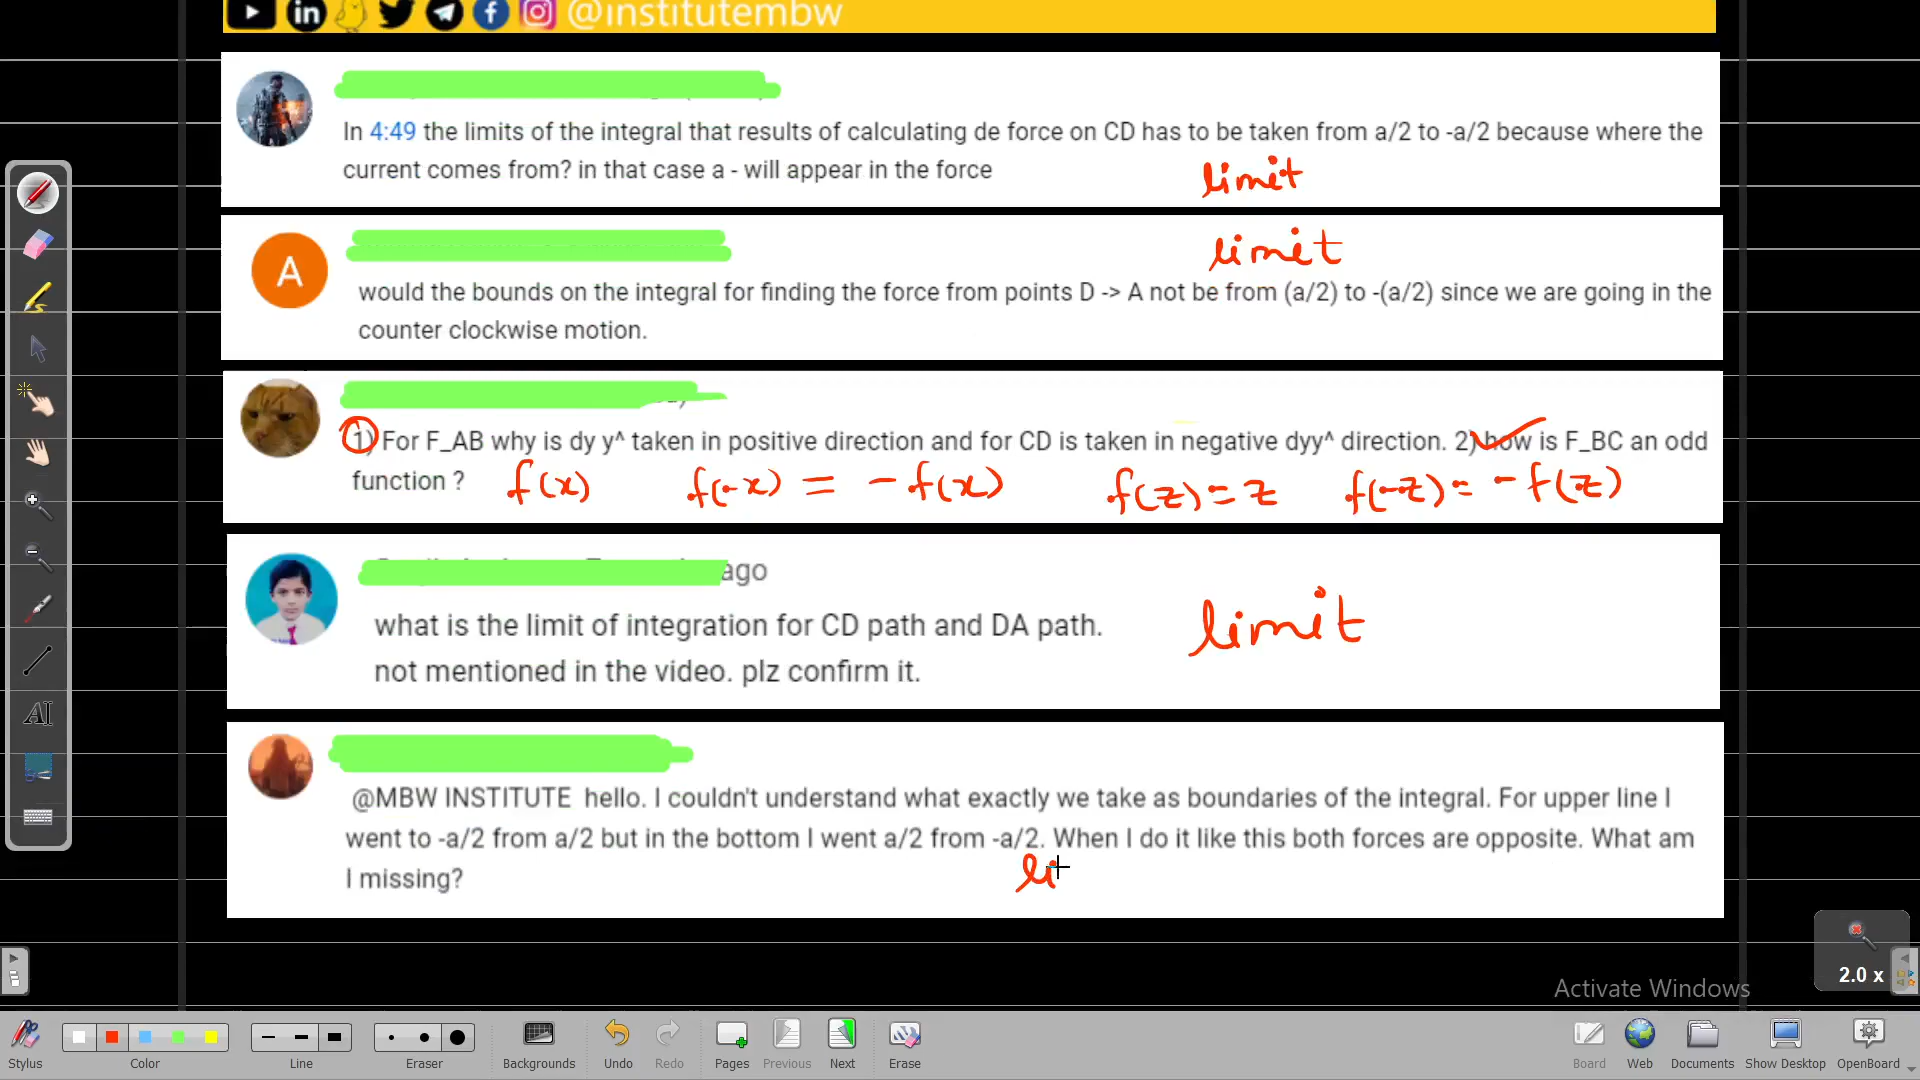 @institutembw
In 4:49 the limits of the integral that results of calculating de force on CD has to be taken from a/2 to -a/2 because where the
current comes from? in that case a - will appear in the force
limit
limit
would the bounds on the integral for finding the force from points D -> A not be from (a/2) to -(a/2) since we are going in the
counter clockwise motion.
A
1) For F_AB why is dy y^ taken in positive direction and for CD is taken in negative dyy^ direction. 2) how is F_BC an odd
function ? f(x) f(-x) = -f(x) f(z)=z f(-z)= -f(z)
ago
what is the limit of integration for CD path and DA path.
limit
not mentioned in the video. plz confirm it.
@MBW INSTITUTE hello. I couldn't understand what exactly we take as boundaries of the integral. For upper line I
went to -a/2 from a/2 but in the bottom I went a/2 from -a/2. When I do it like this both forces are opposite. What am
I missing? li
2.0 x
Activate Windows
Stylus Color Line Eraser Backgrounds Undo Redo Pages Previous Next Erase Board Web Documents Show Desktop OpenBoard